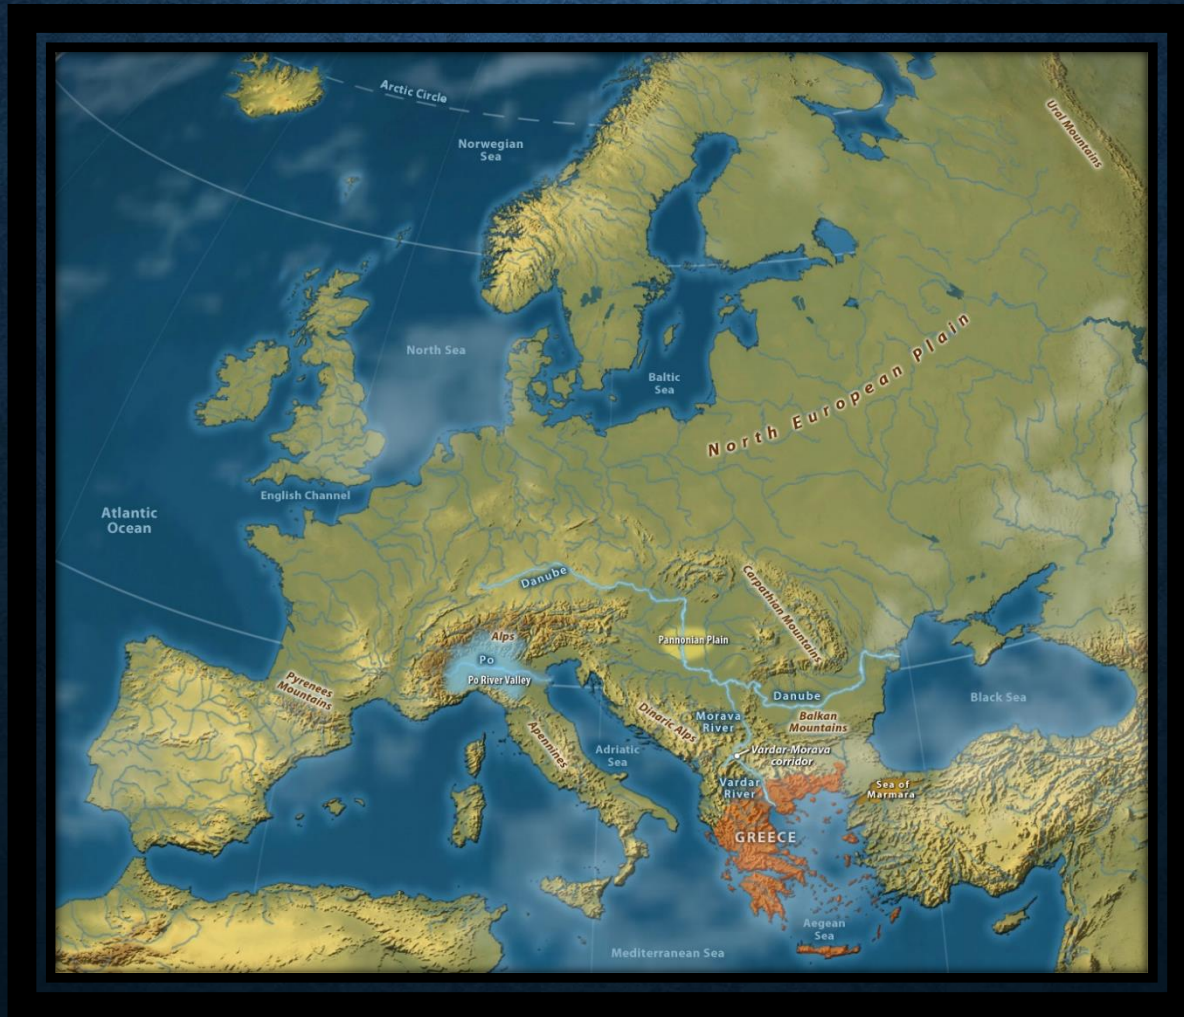 Arctic Circle
Norwegian
Sea
Ural Mountains
North Sea
Baltic
Sea
North European Plain
English Channel
Atlantic
Ocean
Danube
Carpathian Mountains
Alps
Pannonian Plain
Po
Po River Valley
Pyrenees
Mountains
Danube
Black Sea
Dinaric Alps
Morava
River
Balkan
Mountains
Apennines
Adriatic
Sea
Vardar-Morava
corridor
Vardar
River
Sea of
Marmara
GREECE
Aegean
Sea
Mediterranean Sea